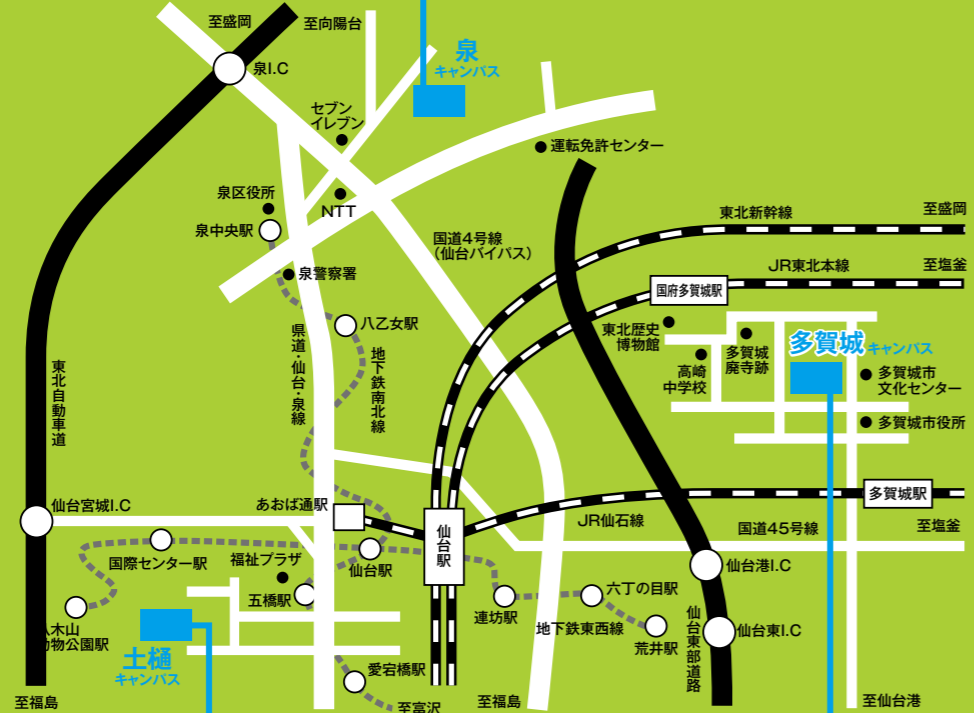 至盛岡
至向陽台
泉I.C
泉
キャンパス
セブン
イレブン
運転免許センター
泉区役所
NTT
泉中央駅
東北新幹線
至盛岡
国道4号線
(仙台バイパス)
泉警察署
JR東北本線
至塩釜
国府多賀城駅
八乙女駅
東北歴史
博物館
高崎
中学校
多賀城
廃寺跡
多賀城
キャンパス
多賀城市
文化センター
多賀城市役所
県道・仙台・泉線
地下鉄南北線
東北自動車道
仙台宮城I.C
あおば通駅
仙台駅
JR仙石線
多賀城駅
国道45号線
至塩釜
国際センター駅
福祉プラザ
仙台駅
五橋駅
連坊駅
六丁の目駅
地下鉄東西線
荒井駅
仙台港I.C
仙台東部道路
仙台東I.C
物公園駅
土樋
キャンパス
愛宕橋駅
至富沢
至福島
至福島
至仙台港